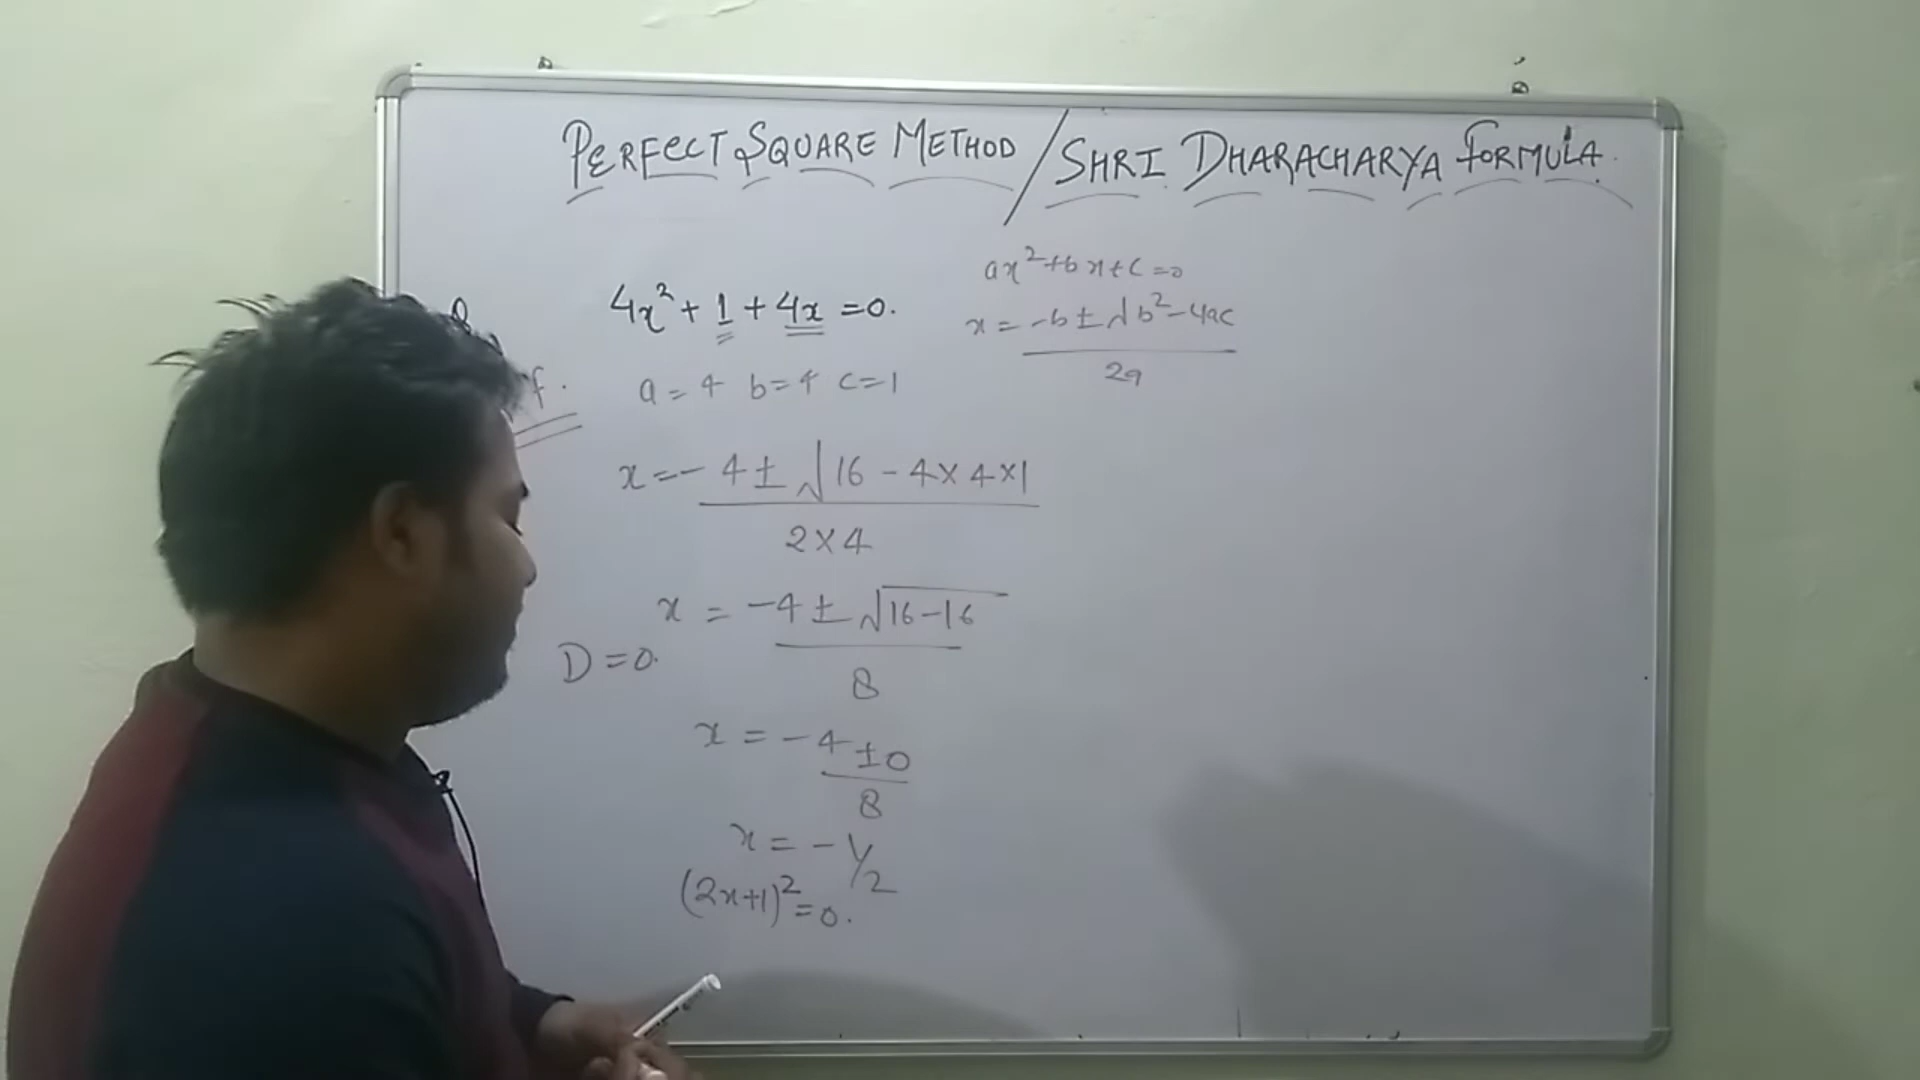 PERFECT SQUARE METHOD / SHRI DHARACHARYA FORMULA.
ax²+bx+c=0
4x² + 1 + 4x = 0.
x = -b ± √b²-4ac
2a
a = 4 b = 4 c = 1
x = - 4 ± √16 - 4 × 4 × 1
2 × 4
x = -4 ± √16-16
8
D = 0.
x = -4 ± 0
8
x = - 1/2
(2x+1)² = 0.